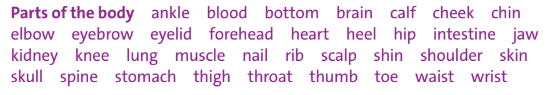 Parts of the body ankle blood bottom brain calf cheek chin
elbow eyebrow eyelid forehead heart heel hip intestine jaw
kidney knee lung muscle nail rib scalp shin shoulder skin
skull spine stomach thigh throat thumb toe waist wrist